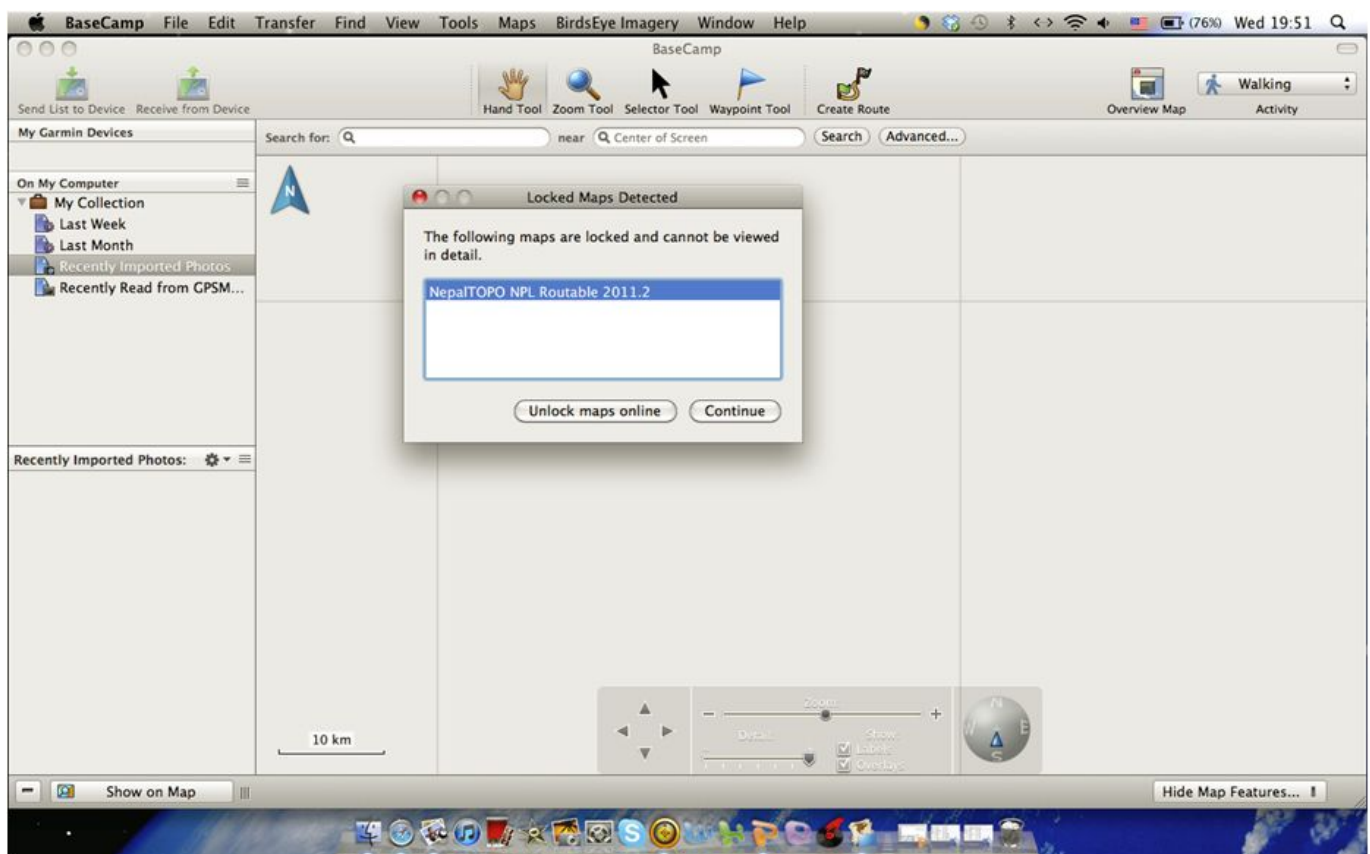 BaseCamp File Edit Transfer Find View Tools Maps BirdsEye Imagery Window Help (76%) Wed 19:51
BaseCamp
Send List to Device Receive from Device Hand Tool Zoom Tool Selector Tool Waypoint Tool Create Route Overview Map Walking Activity
My Garmin Devices
Search for: near Center of Screen Search Advanced...
On My Computer
My Collection
Last Week
Last Month
Recently Imported Photos
Recently Read from GPSM...
N
Locked Maps Detected
The following maps are locked and cannot be viewed
in detail.
NepalTOPO NPL Routable 2011.2
Unlock maps online Continue
Recently Imported Photos:
10 km
Zoom
Detail
Show
Labels
Overlays
N
W E
S
Show on Map Hide Map Features...